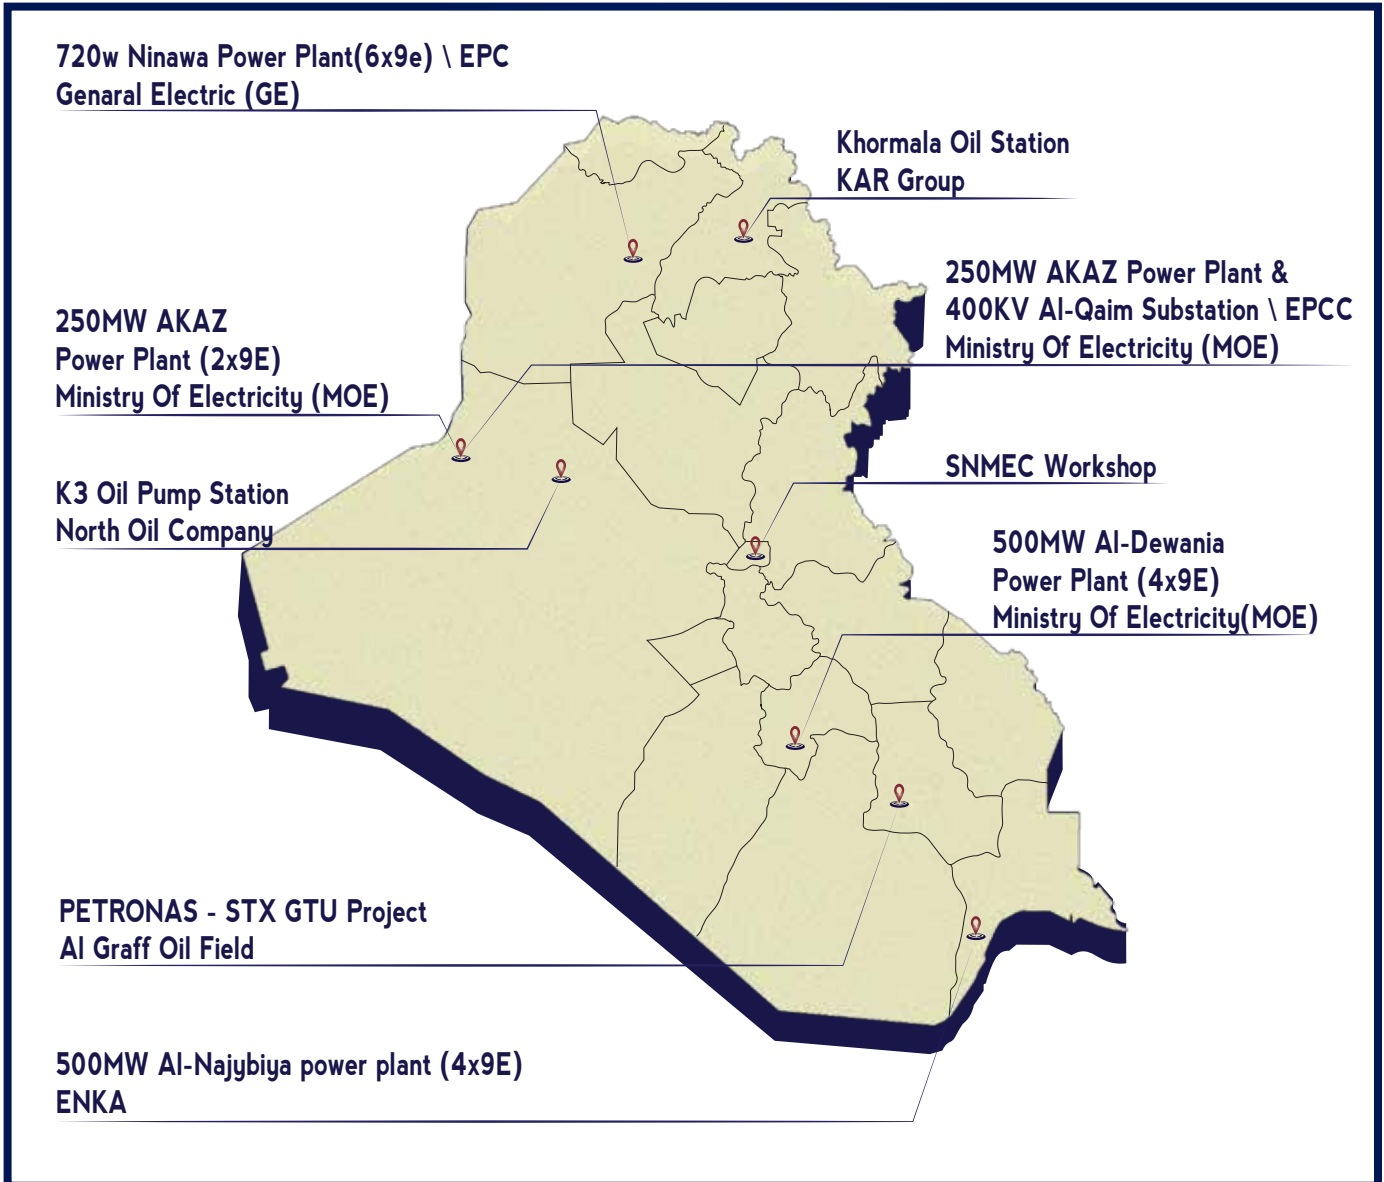 720w Ninawa Power Plant(6x9e) \ EPC
Genaral Electric (GE)
Khormala Oil Station
KAR Group
250MW AKAZ Power Plant &
400KV Al-Qaim Substation \ EPCC
Ministry Of Electricity (MOE)
250MW AKAZ
Power Plant (2x9E)
Ministry Of Electricity (MOE)
SNMEC Workshop
K3 Oil Pump Station
North Oil Company
500MW Al-Dewania
Power Plant (4x9E)
Ministry Of Electricity(MOE)
PETRONAS - STX GTU Project
Al Graff Oil Field
500MW Al-Najybiya power plant (4x9E)
ENKA